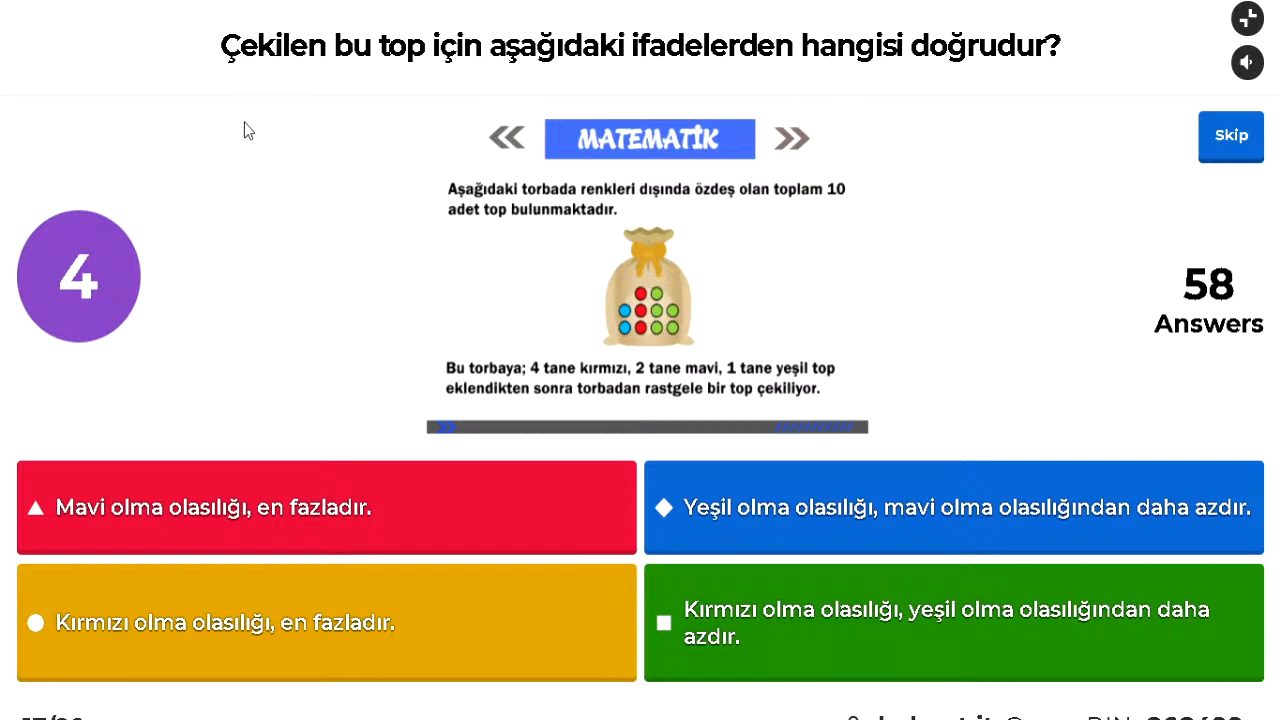 Çekilen bu top için aşağıdaki ifadelerden hangisi doğrudur?
MATEMATİK
Skip
Aşağıdaki torbada renkleri dışında özdeş olan toplam 10
adet top bulunmaktadır.
4
58
Answers
Bu torbaya; 4 tane kırmızı, 2 tane mavi, 1 tane yeşil top
eklendikten sonra torbadan rastgele bir top çekiliyor.
Mavi olma olasılığı, en fazladır.
Yeşil olma olasılığı, mavi olma olasılığından daha azdır.
Kırmızı olma olasılığı, en fazladır.
Kırmızı olma olasılığı, yeşil olma olasılığından daha
azdır.